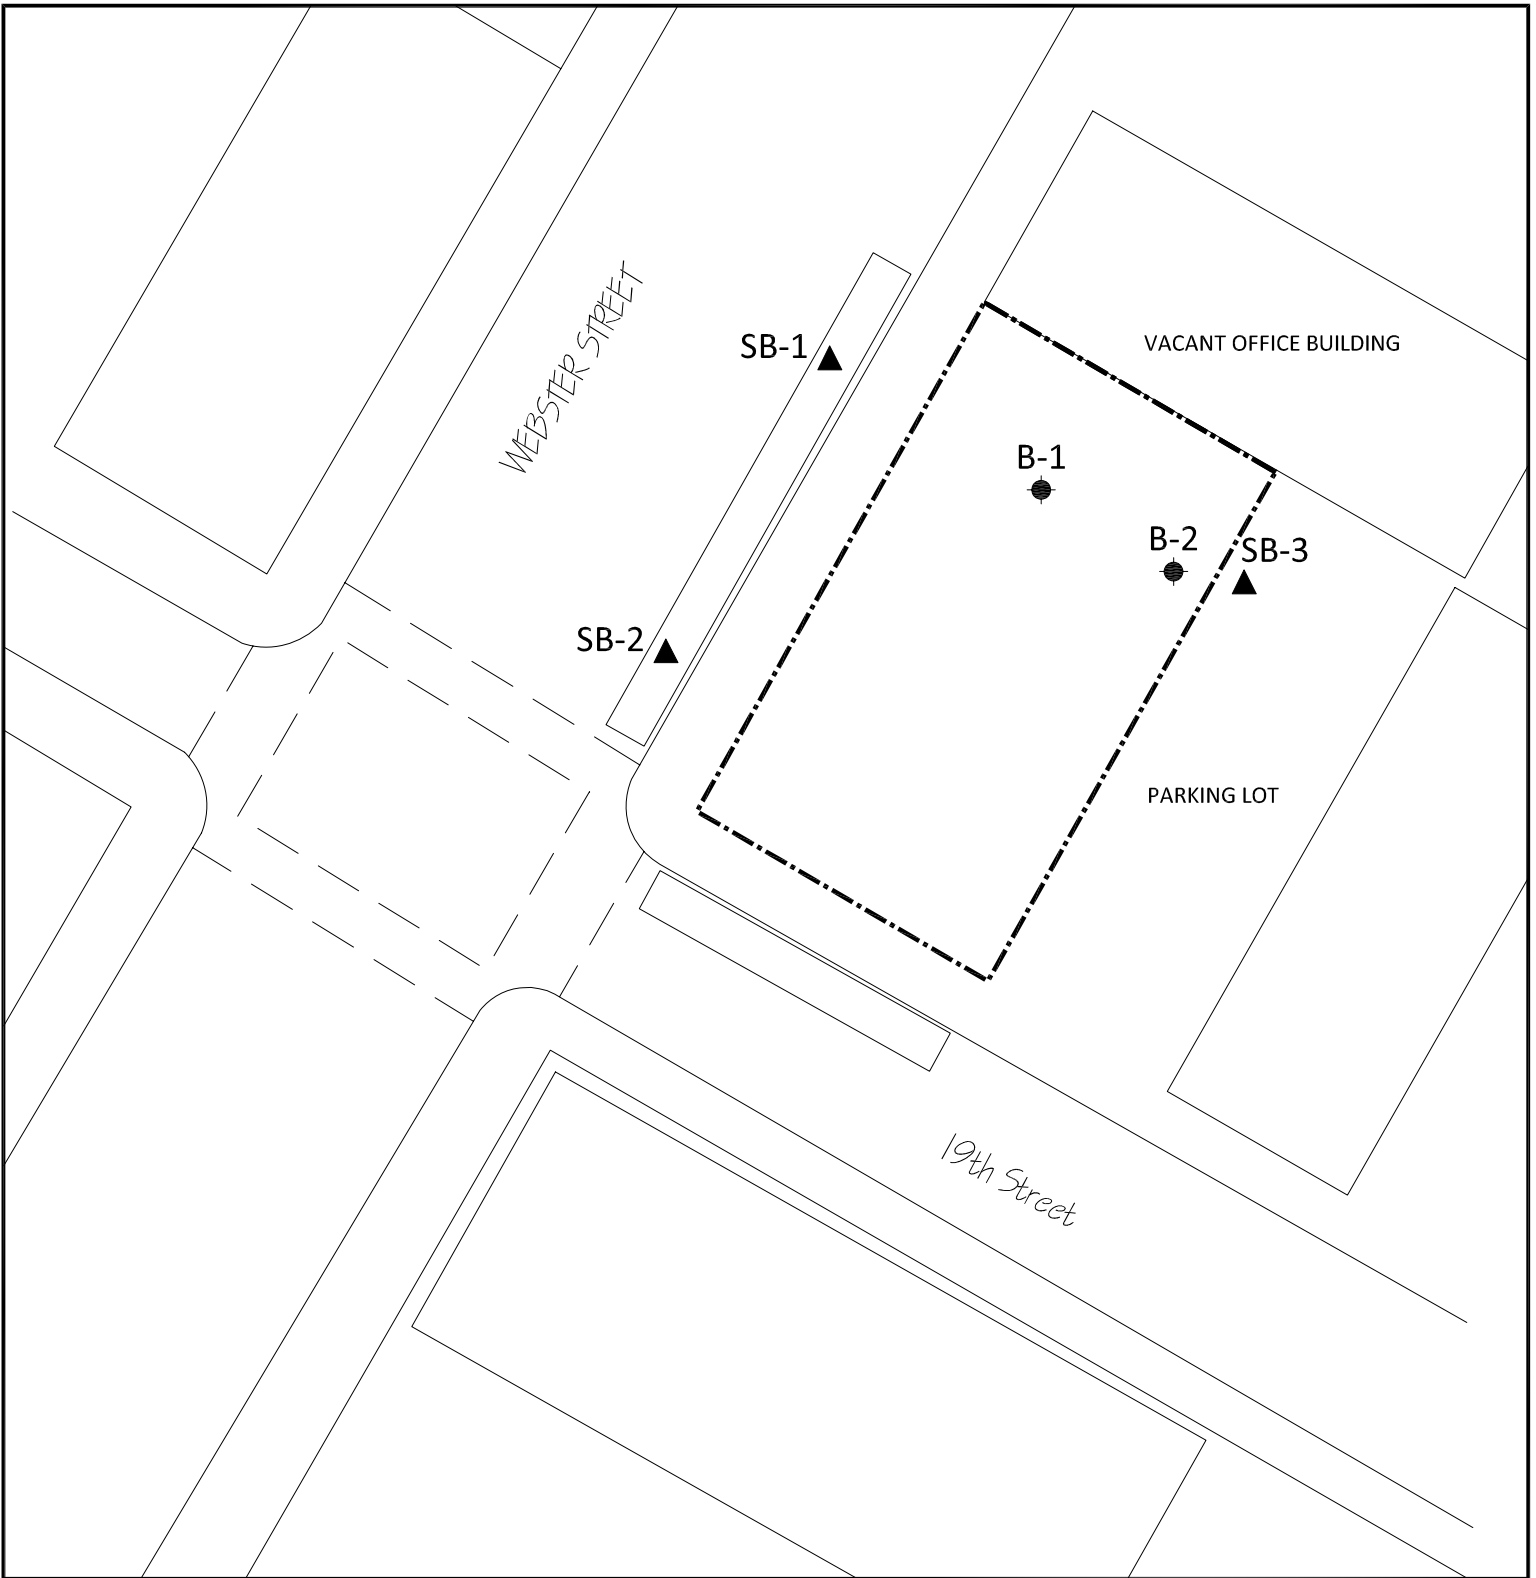 WEBSTER STREET
SB-1
VACANT OFFICE BUILDING
B-1
B-2
SB-3
SB-2
PARKING LOT
19th Street